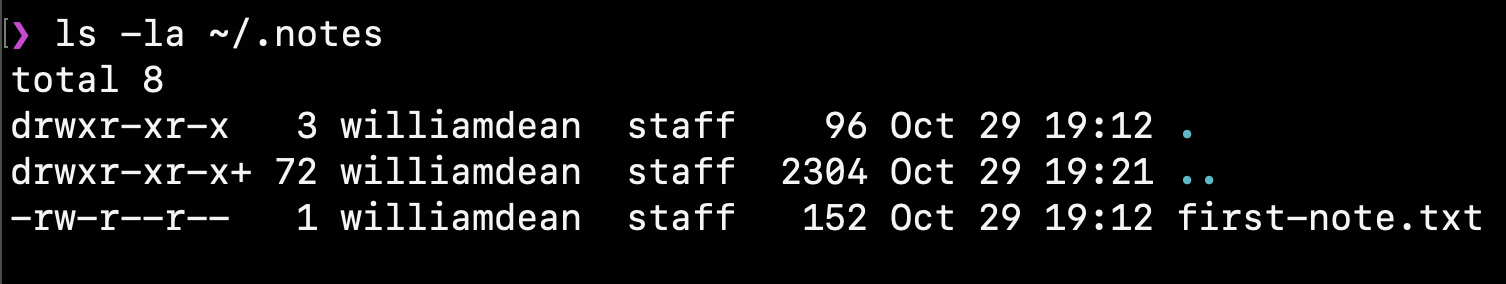 ❯ ls -la ~/.notes
total 8
drwxr-xr-x   3 williamdean  staff    96 Oct 29 19:12 .
drwxr-xr-x+ 72 williamdean  staff  2304 Oct 29 19:21 ..
-rw-r--r--   1 williamdean  staff   152 Oct 29 19:12 first-note.txt